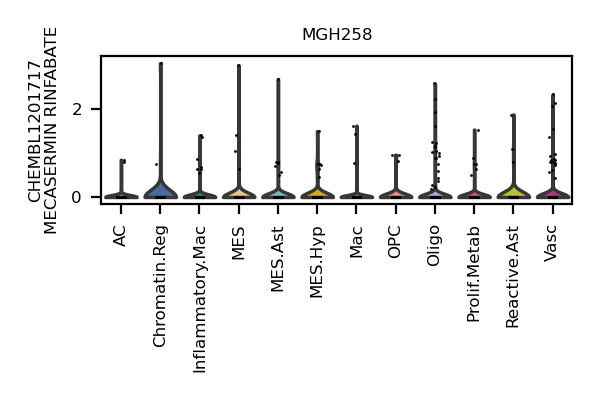 MGH258
CHEMBL1201717
MECASERMIN RINFABATE
2
0
AC
Chromatin.Reg
Inflammatory.Mac
MES
MES.Ast
MES.Hyp
Mac
OPC
Oligo
Prolif.Metab
Reactive.Ast
Vasc